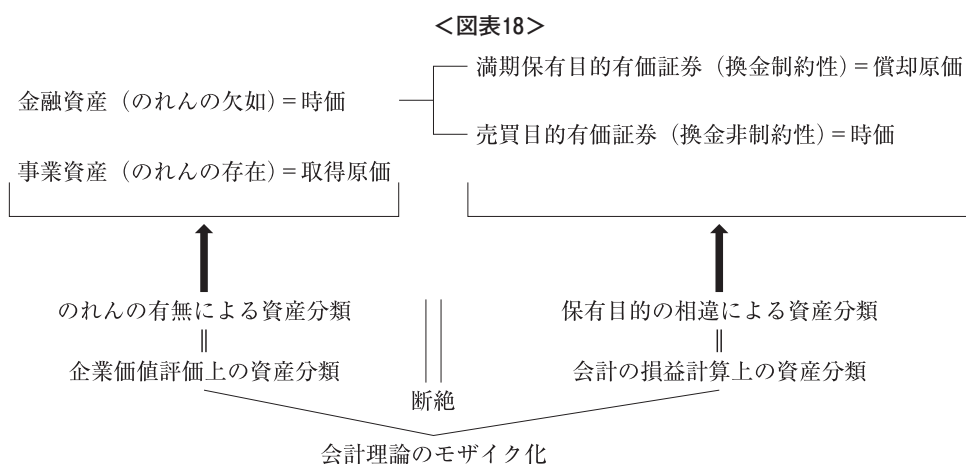 ＜図表18＞
満期保有目的有価証券（換金制約性）＝償却原価
金融資産（のれんの欠如）＝時価
売買目的有価証券（換金非制約性）＝時価
事業資産（のれんの存在）＝取得原価
のれんの有無による資産分類
保有目的の相違による資産分類
企業価値評価上の資産分類
会計の損益計算上の資産分類
断絶
会計理論のモザイク化